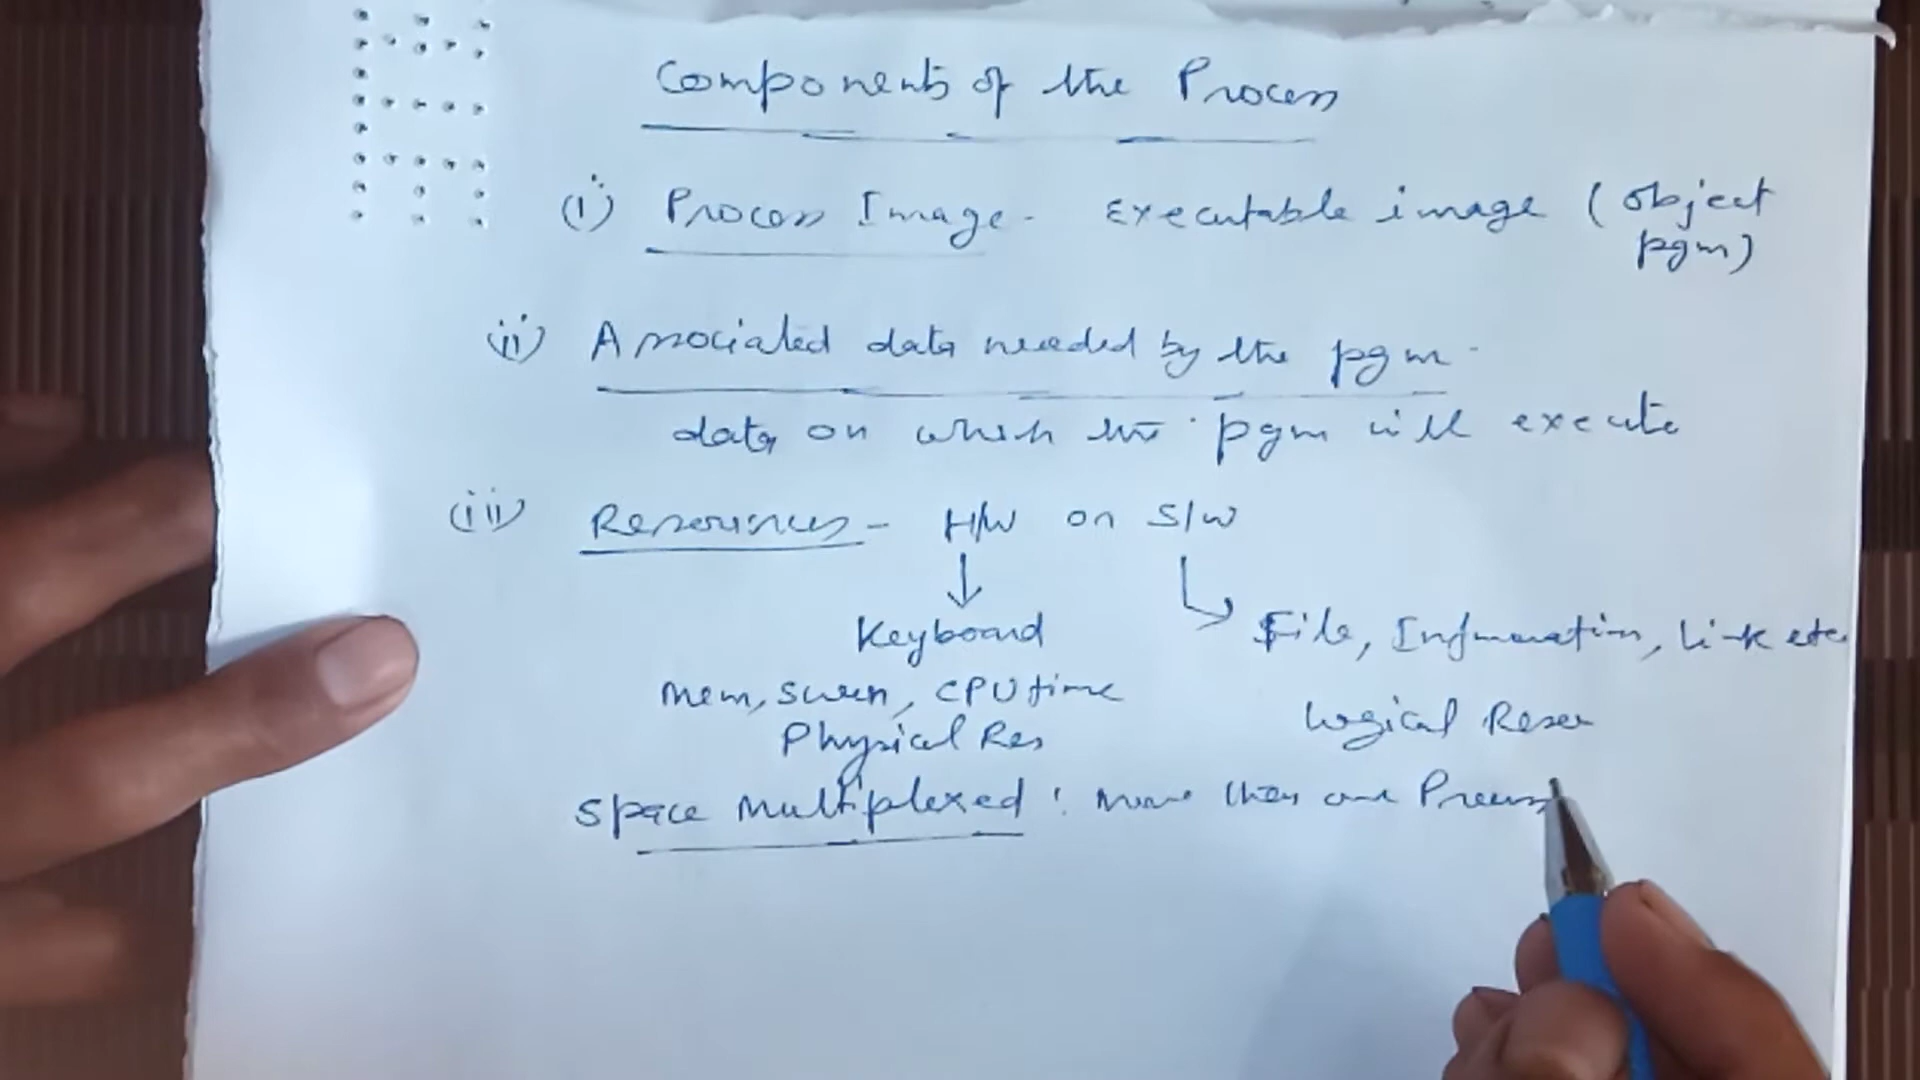 Components of the Process
(i) Process Image - Executable image (object
pgm)
(ii) Associated data needed by the pgm -
data on which the pgm will execute
(iii) Resources - H/W or S/W
Keyboard
File, Information, Link etc.
Mem, Screen, CPU time
Logical Reser
Physical Res
Space Multiplexed : More than one Process